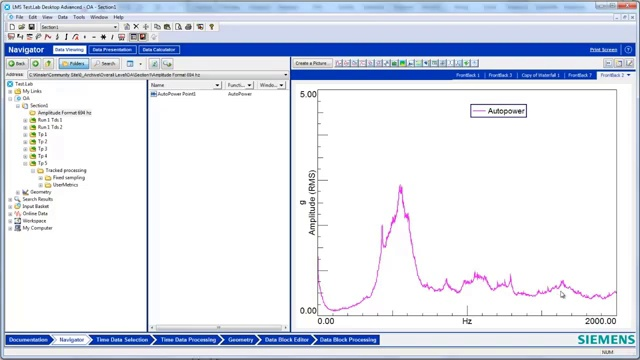 LMS Test.Lab Desktop Advanced - OA - Section1
File Edit View Data Tools Window Help
Section1
Navigator Data Viewing Data Presentation Data Calculator Print Screen
Back Folders Search
Back Create a Picture...
FrontBack 1 FrontBack 3 Copy of Waterfall 1 FrontBack 7 FrontBack 2
Test.Lab
My Links
OA
Section1
Amplitude Format 694 hz
Run 1 Tds 1
Run 1 Tds 2
Tp 1
Tp 2
Tp 3
Tp 4
Tp 5
Tracked processing
Fixed sampling
UserMetrics
Geometry
Search Results
Input Basket
Online Data
Workspace
My Computer
Name Functi... Windo...
AutoPower Point1 AutoPower
5.00
Autopower
g
Amplitude (RMS)
0.00
0.00 Hz 2000.00
Documentation Navigator Time Data Selection Time Data Processing Geometry Data Block Editor Data Block Processing
SIEMENS
NUM